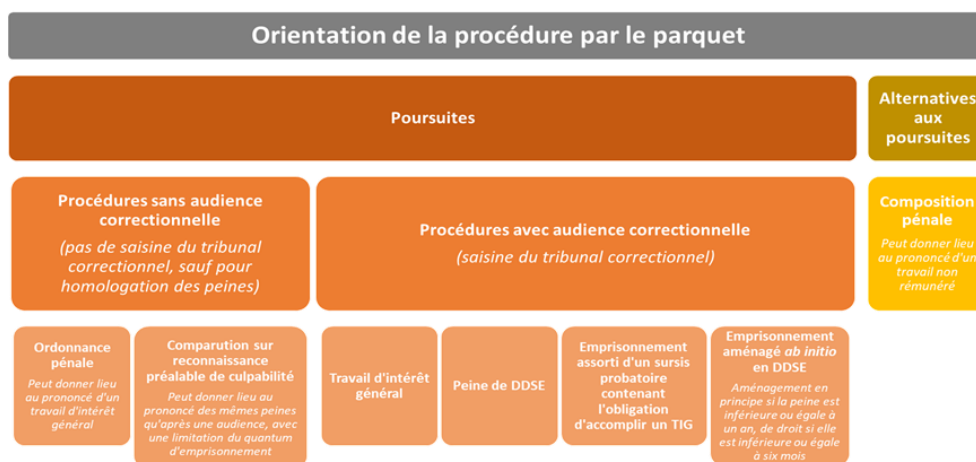 Orientation de la procédure par le parquet
Poursuites
Alternatives
aux
poursuites
Procédures sans audience
correctionnelle
(pas de saisine du tribunal
correctionnel, sauf pour
homologation des peines)
Procédures avec audience correctionnelle
(saisine du tribunal correctionnel)
Composition
pénale
Peut donner lieu
au prononcé d'un
travail non
rémunéré
Ordonnance
pénale
Peut donner lieu
au prononcé d'un
travail d'intérêt
général
Comparution sur
reconnaissance
préalable de culpabilité
Peut donner lieu au
prononcé des mêmes peines
qu'après une audience, avec
une limitation du quantum
d'emprisonnement
Travail d'intérêt
général
Peine de DDSE
Emprisonnement
assorti d'un sursis
probatoire
contenant
l'obligation
d'accomplir un TIG
Emprisonnement
aménagé ab initio
en DDSE
Aménagement en
principe si la peine est
inférieure ou égale à
un an, de droit si elle
est inférieure ou égale
à six mois